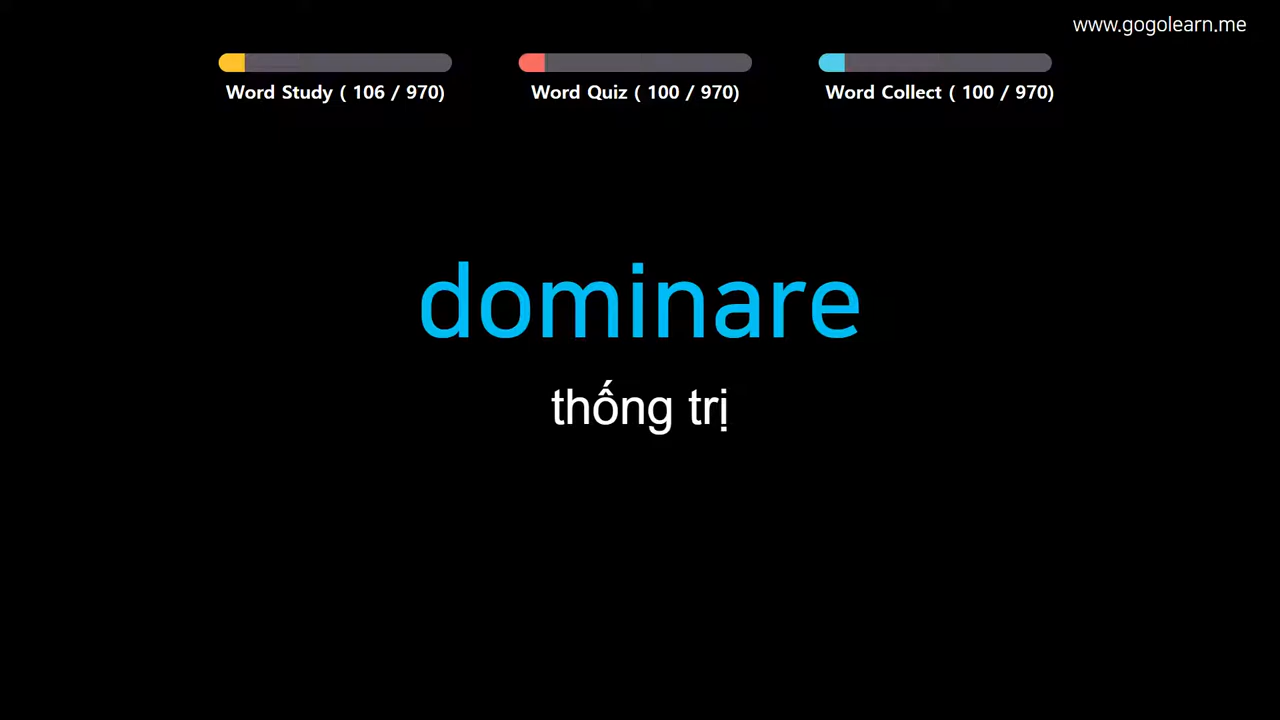 www.gogolearn.me
Word Study ( 106 / 970)
Word Quiz ( 100 / 970)
Word Collect ( 100 / 970)
dominare
thống trị